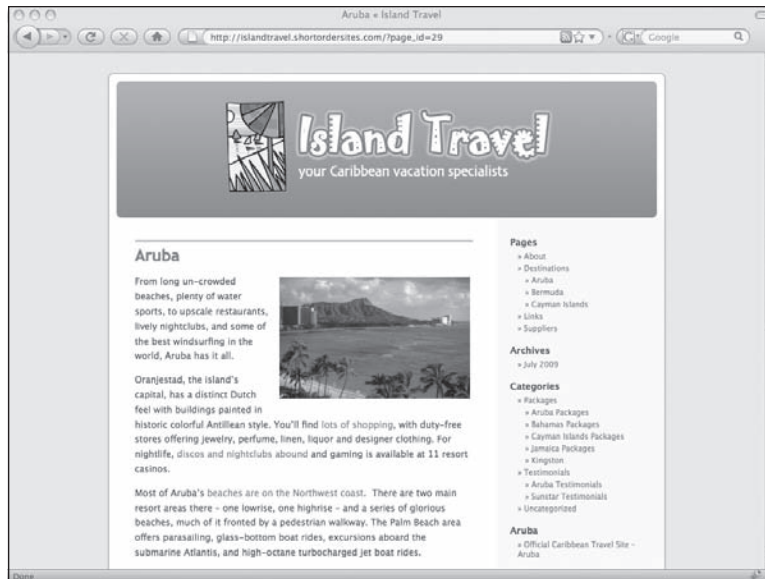 Aruba « Island Travel
http://islandtravel.shortordersites.com/?page_id=29
Google
Island Travel
your Caribbean vacation specialists
Aruba
From long un-crowded
beaches, plenty of water
sports, to upscale restaurants,
lively nightclubs, and some of
the best windsurfing in the
world, Aruba has it all.
Oranjestad, the island's
capital, has a distinct Dutch
feel with buildings painted in
historic colorful Antillean style. You'll find lots of shopping, with duty-free
stores offering jewelry, perfume, linen, liquor and designer clothing. For
nightlife, discos and nightclubs abound and gaming is available at 11 resort
casinos.
Most of Aruba's beaches are on the Northwest coast. There are two main
resort areas there - one lowrise, one highrise - and a series of glorious
beaches, much of it fronted by a pedestrian walkway. The Palm Beach area
offers parasailing, glass-bottom boat rides, excursions aboard the
submarine Atlantis, and high-octane turbocharged jet boat rides.
Pages
» About
» Destinations
» Aruba
» Bermuda
» Cayman Islands
» Links
» Suppliers
Archives
» July 2009
Categories
» Packages
» Aruba Packages
» Bahamas Packages
» Cayman Islands Packages
» Jamaica Packages
» Kingston
» Testimonials
» Aruba Testimonials
» Sunstar Testimonials
» Uncategorized
Aruba
» Official Caribbean Travel Site -
Aruba
Done